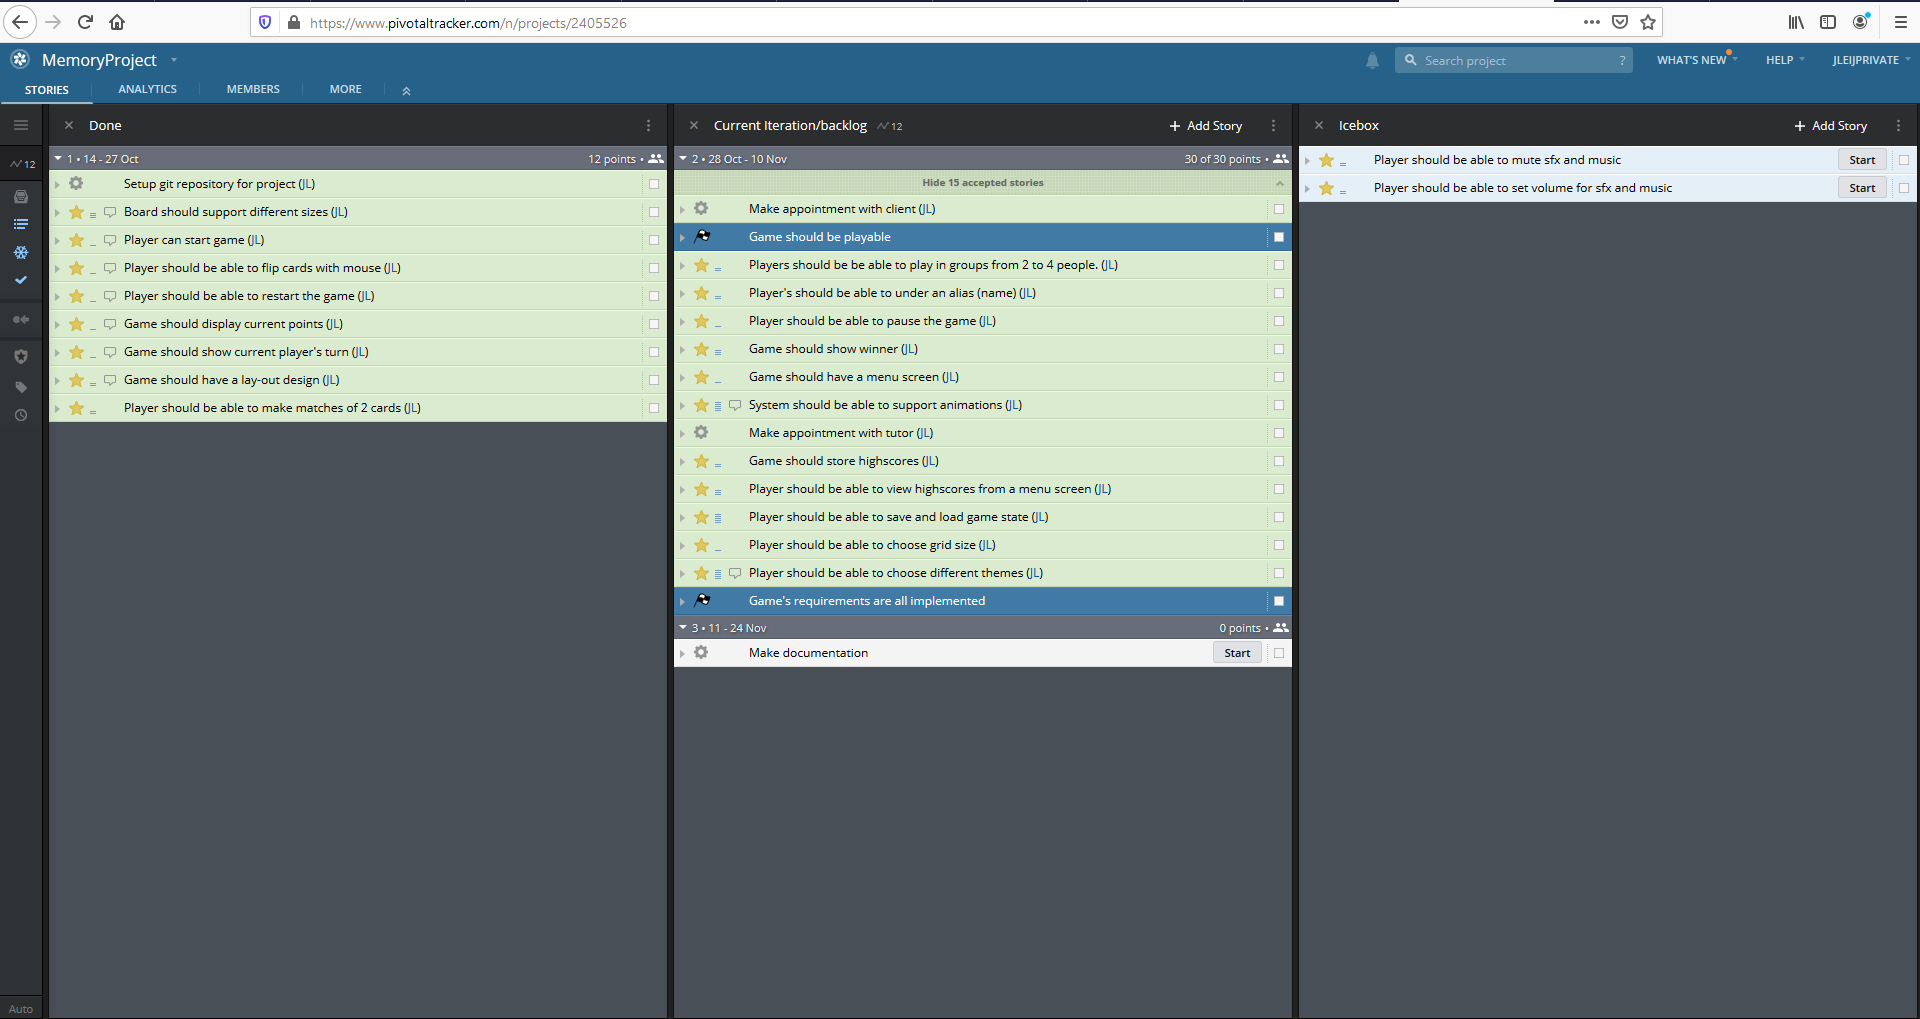 https://www.pivotaltracker.com/n/projects/2405526
MemoryProject
Search project ?
WHAT'S NEW
HELP
JLEIJPRIVATE
STORIES
ANALYTICS
MEMBERS
MORE
12
Auto
Done
1 • 14 - 27 Oct 12 points •
Setup git repository for project (JL)
Board should support different sizes (JL)
Player can start game (JL)
Player should be able to flip cards with mouse (JL)
Player should be able to restart the game (JL)
Game should display current points (JL)
Game should show current player's turn (JL)
Game should have a lay-out design (JL)
Player should be able to make matches of 2 cards (JL)
Current Iteration/backlog 12 + Add Story
2 • 28 Oct - 10 Nov 30 of 30 points •
Hide 15 accepted stories
Make appointment with client (JL)
Game should be playable
Players should be be able to play in groups from 2 to 4 people. (JL)
Player's should be able to under an alias (name) (JL)
Player should be able to pause the game (JL)
Game should show winner (JL)
Game should have a menu screen (JL)
System should be able to support animations (JL)
Make appointment with tutor (JL)
Game should store highscores (JL)
Player should be able to view highscores from a menu screen (JL)
Player should be able to save and load game state (JL)
Player should be able to choose grid size (JL)
Player should be able to choose different themes (JL)
Game's requirements are all implemented
3 • 11 - 24 Nov 0 points •
Make documentation Start
Icebox + Add Story
Player should be able to mute sfx and music Start
Player should be able to set volume for sfx and music Start